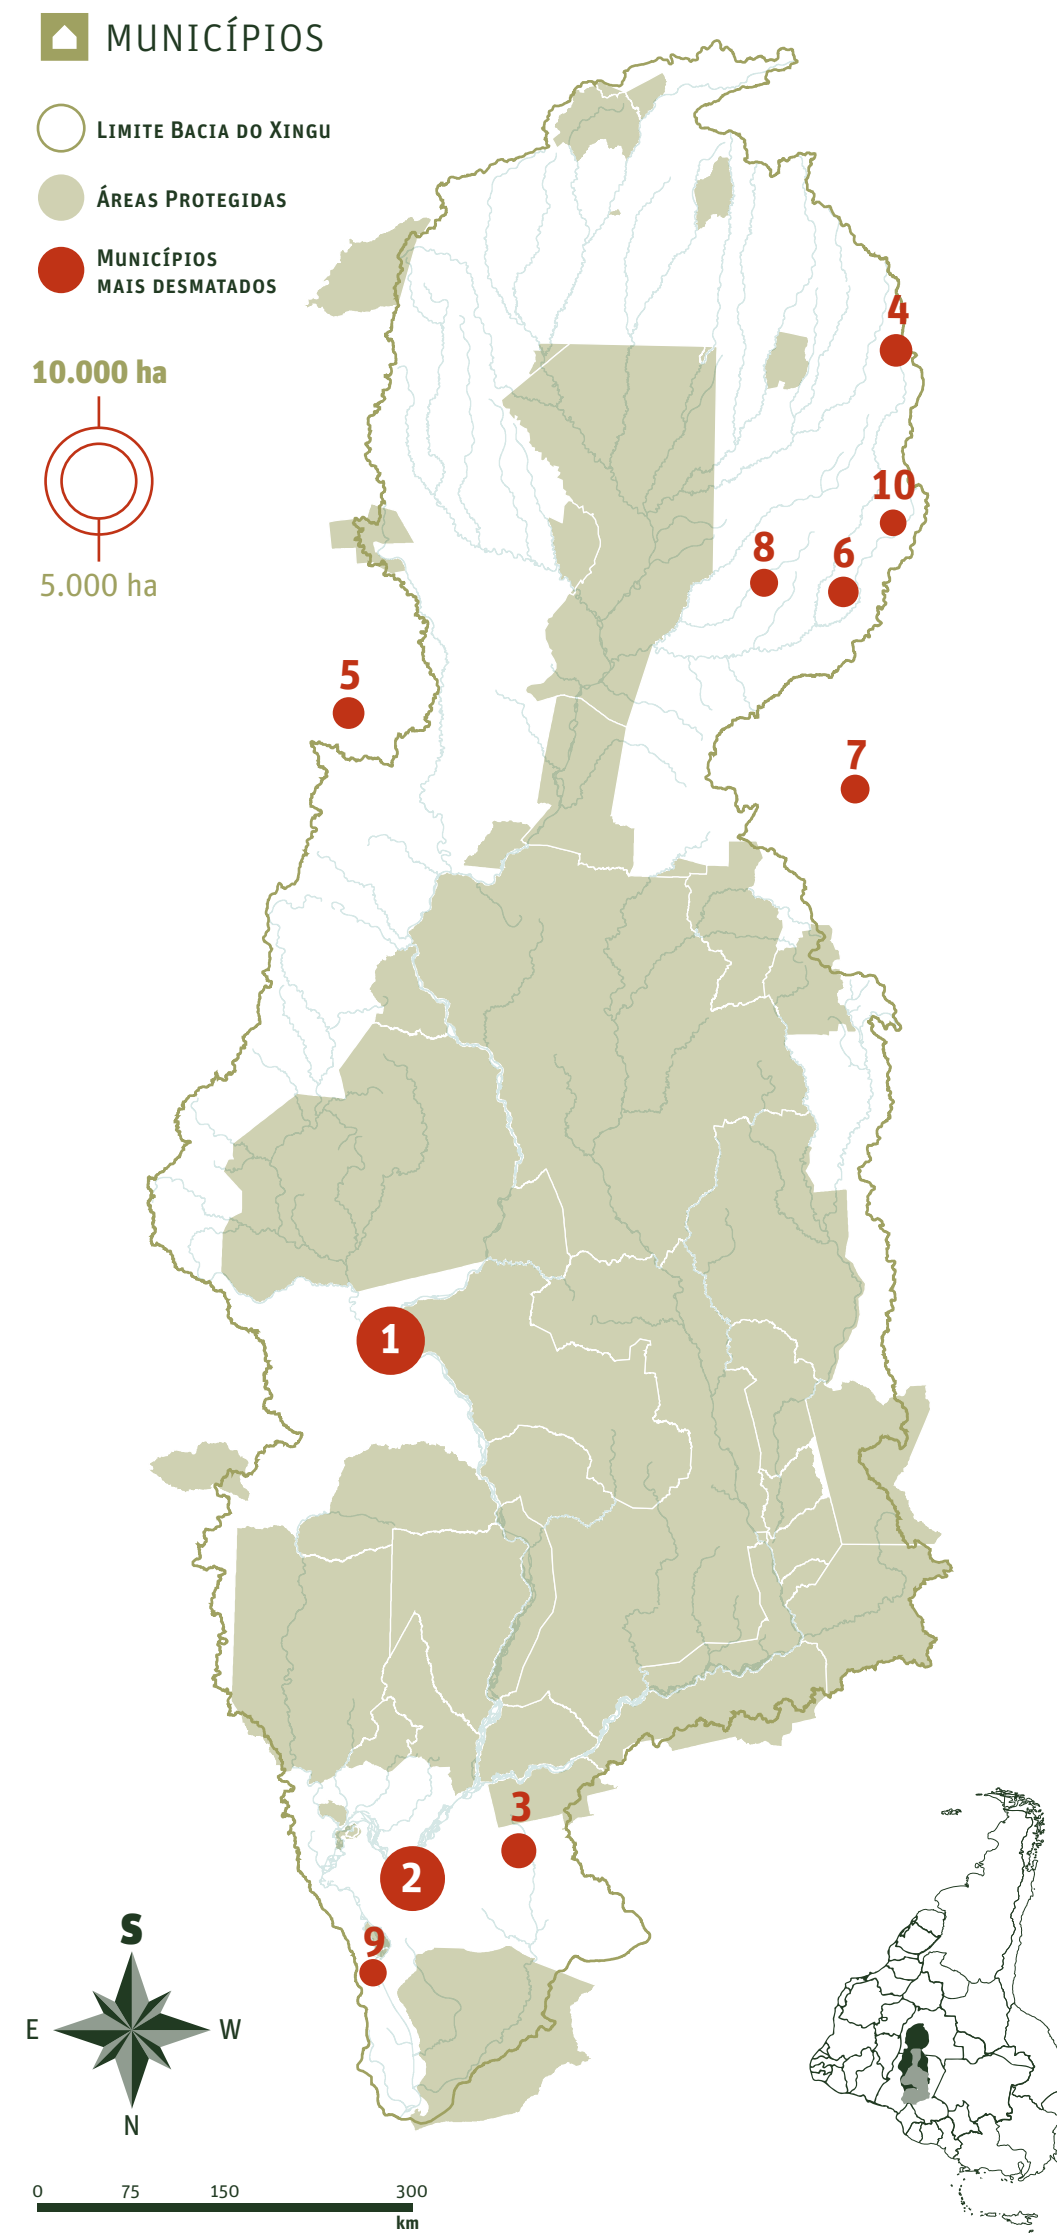 MUNICÍPIOS
LIMITE BACIA DO XINGU
ÁREAS PROTEGIDAS
MUNICÍPIOS
MAIS DESMATADOS
10.000 ha
5.000 ha
4
10
8
6
5
7
1
3
2
9
S
E
W
N
0 75 150 300
km